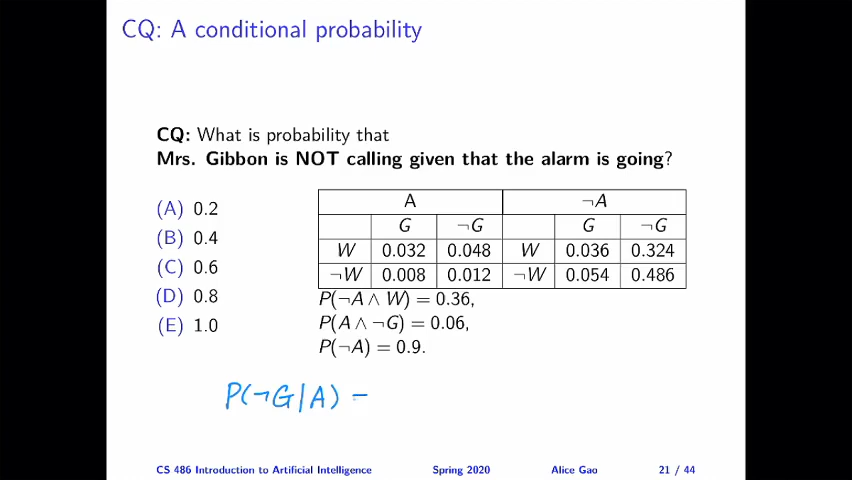 CQ: A conditional probability
CQ: What is probability that
Mrs. Gibbon is NOT calling given that the alarm is going?
(A) 0.2
(B) 0.4
(C) 0.6
(D) 0.8
(E) 1.0
A ¬A
G ¬G G ¬G
W 0.032 0.048 W 0.036 0.324
¬W 0.008 0.012 ¬W 0.054 0.486
P(¬A ∧ W) = 0.36,
P(A ∧ ¬G) = 0.06,
P(¬A) = 0.9.
P(¬G|A) =
CS 486 Introduction to Artificial Intelligence Spring 2020 Alice Gao 21 / 44